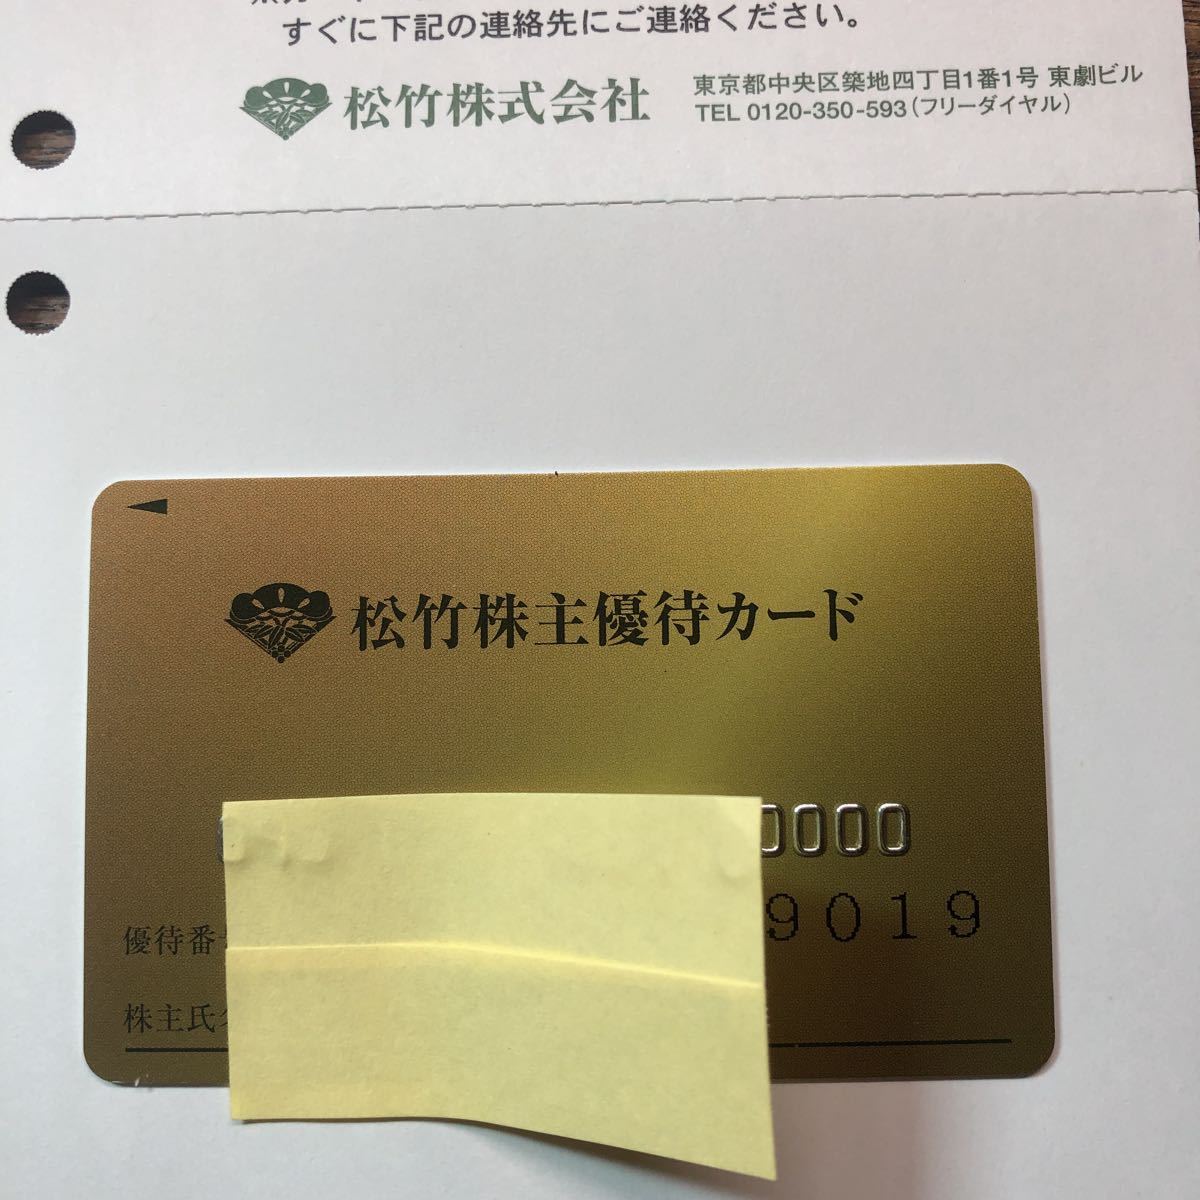 すぐに下記の連絡先にご連絡ください。
松竹株式会社
東京都中央区築地四丁目1番1号 東劇ビル
TEL 0120-350-593(フリーダイヤル)
松竹株主優待カード
0000
優待番
9019
株主氏